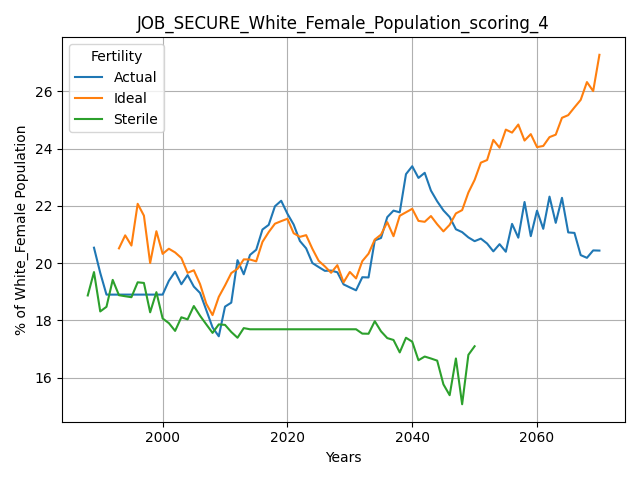 JOB_SECURE_White_Female_Population_scoring_4
Fertility
Actual
Ideal
Sterile
% of White_Female Population
26
24
22
20
18
16
2000 2020 2040 2060
Years